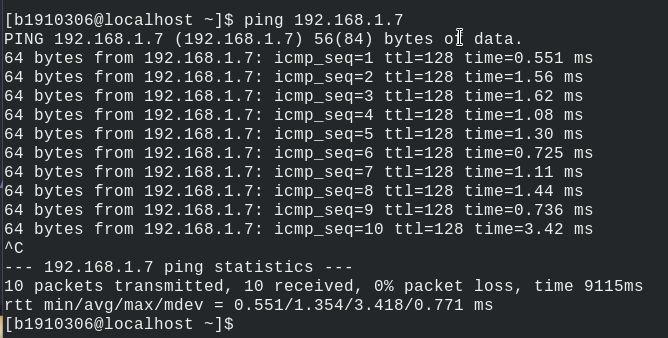 [b1910306@localhost ~]$ ping 192.168.1.7
PING 192.168.1.7 (192.168.1.7) 56(84) bytes of data.
64 bytes from 192.168.1.7: icmp_seq=1 ttl=128 time=0.551 ms
64 bytes from 192.168.1.7: icmp_seq=2 ttl=128 time=1.56 ms
64 bytes from 192.168.1.7: icmp_seq=3 ttl=128 time=1.62 ms
64 bytes from 192.168.1.7: icmp_seq=4 ttl=128 time=1.08 ms
64 bytes from 192.168.1.7: icmp_seq=5 ttl=128 time=1.30 ms
64 bytes from 192.168.1.7: icmp_seq=6 ttl=128 time=0.725 ms
64 bytes from 192.168.1.7: icmp_seq=7 ttl=128 time=1.11 ms
64 bytes from 192.168.1.7: icmp_seq=8 ttl=128 time=1.44 ms
64 bytes from 192.168.1.7: icmp_seq=9 ttl=128 time=0.736 ms
64 bytes from 192.168.1.7: icmp_seq=10 ttl=128 time=3.42 ms
^C
--- 192.168.1.7 ping statistics ---
10 packets transmitted, 10 received, 0% packet loss, time 9115ms
rtt min/avg/max/mdev = 0.551/1.354/3.418/0.771 ms
[b1910306@localhost ~]$